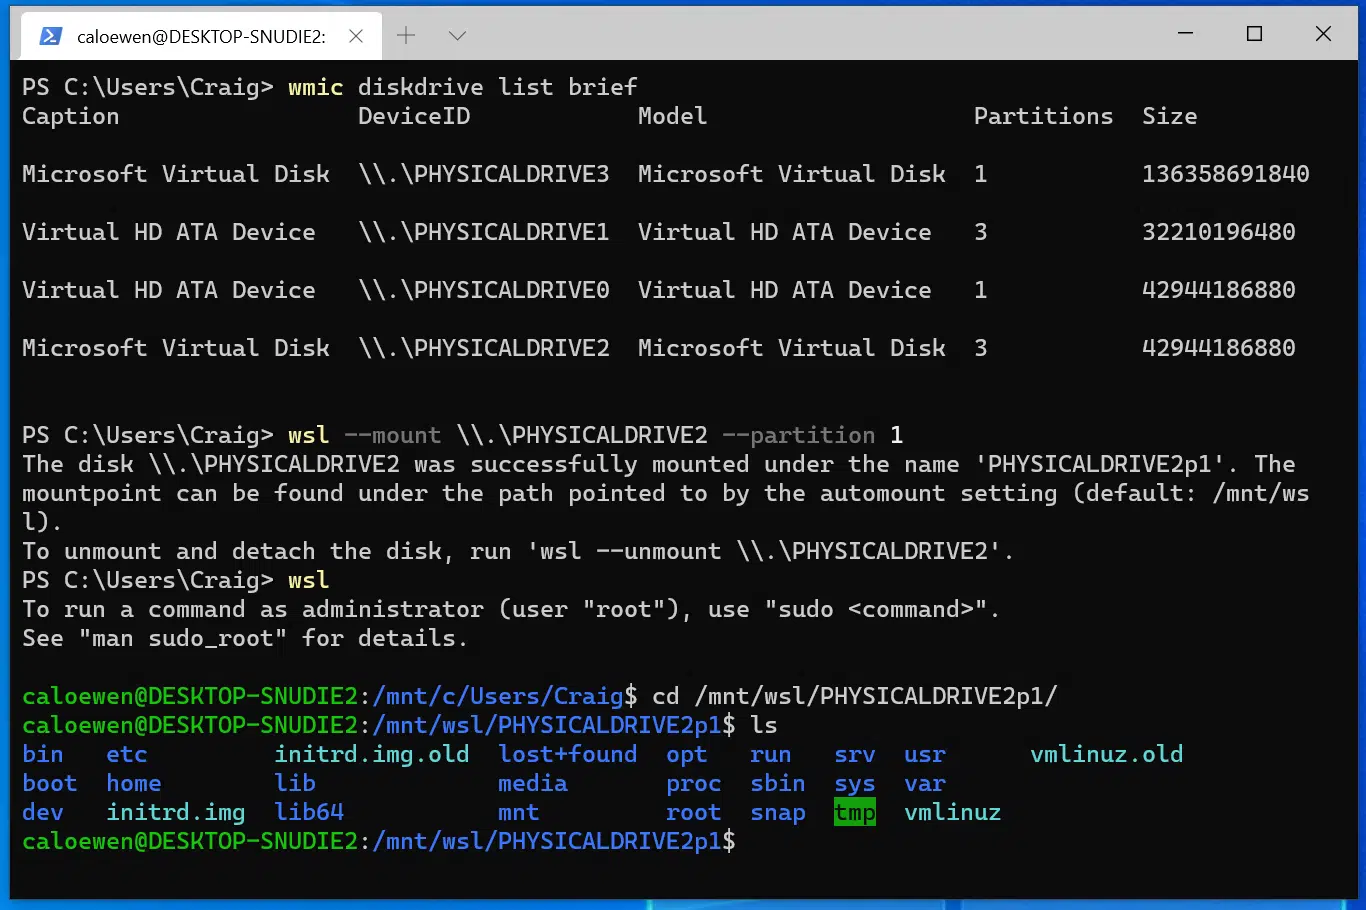 caloewen@DESKTOP-SNUDIE2:
PS C:\Users\Craig> wmic diskdrive list brief
Caption DeviceID Model Partitions Size
Microsoft Virtual Disk \\.\PHYSICALDRIVE3 Microsoft Virtual Disk 1 136358691840
Virtual HD ATA Device \\.\PHYSICALDRIVE1 Virtual HD ATA Device 3 32210196480
Virtual HD ATA Device \\.\PHYSICALDRIVE0 Virtual HD ATA Device 1 42944186880
Microsoft Virtual Disk \\.\PHYSICALDRIVE2 Microsoft Virtual Disk 3 42944186880
PS C:\Users\Craig> wsl --mount \\.\PHYSICALDRIVE2 --partition 1
The disk \\.\PHYSICALDRIVE2 was successfully mounted under the name 'PHYSICALDRIVE2p1'. The
mountpoint can be found under the path pointed to by the automount setting (default: /mnt/ws
l).
To unmount and detach the disk, run 'wsl --unmount \\.\PHYSICALDRIVE2'.
PS C:\Users\Craig> wsl
To run a command as administrator (user "root"), use "sudo <command>".
See "man sudo_root" for details.
caloewen@DESKTOP-SNUDIE2:/mnt/c/Users/Craig$ cd /mnt/wsl/PHYSICALDRIVE2p1/
caloewen@DESKTOP-SNUDIE2:/mnt/wsl/PHYSICALDRIVE2p1$ ls
bin etc initrd.img.old lost+found opt run srv usr vmlinuz.old
boot home lib media proc sbin sys var
dev initrd.img lib64 mnt root snap tmp vmlinuz
caloewen@DESKTOP-SNUDIE2:/mnt/wsl/PHYSICALDRIVE2p1$